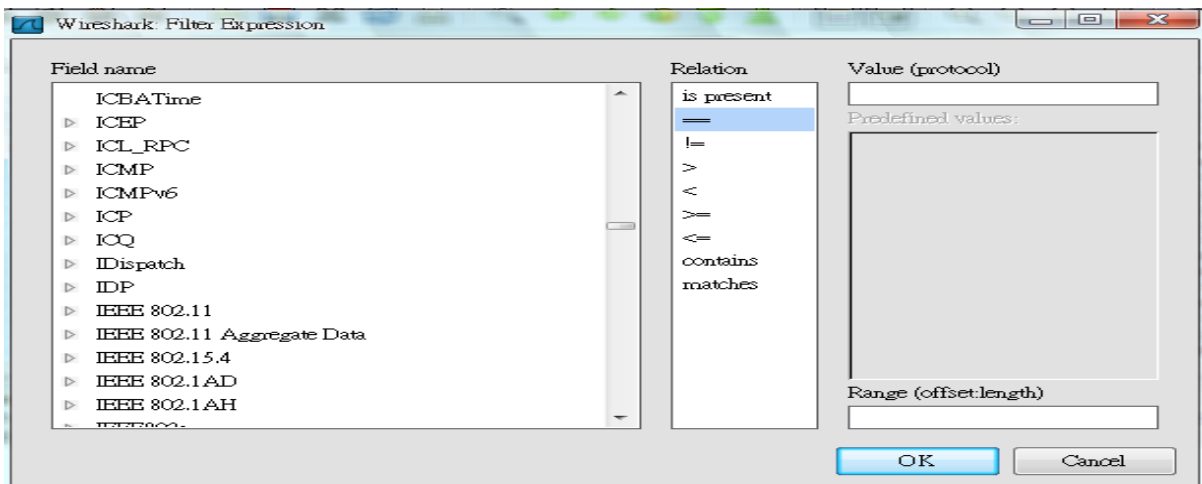 Wireshark: Filter Expression
Field name
ICBATime
ICEP
ICL_RPC
ICMP
ICMPv6
ICP
ICQ
IDispatch
IDP
IEEE 802.11
IEEE 802.11 Aggregate Data
IEEE 802.15.4
IEEE 802.1AD
IEEE 802.1AH
Relation
is present
==
!=
>
<
>=
<=
contains
matches
Value (protocol)
Predefined values:
Range (offset:length)
OK
Cancel